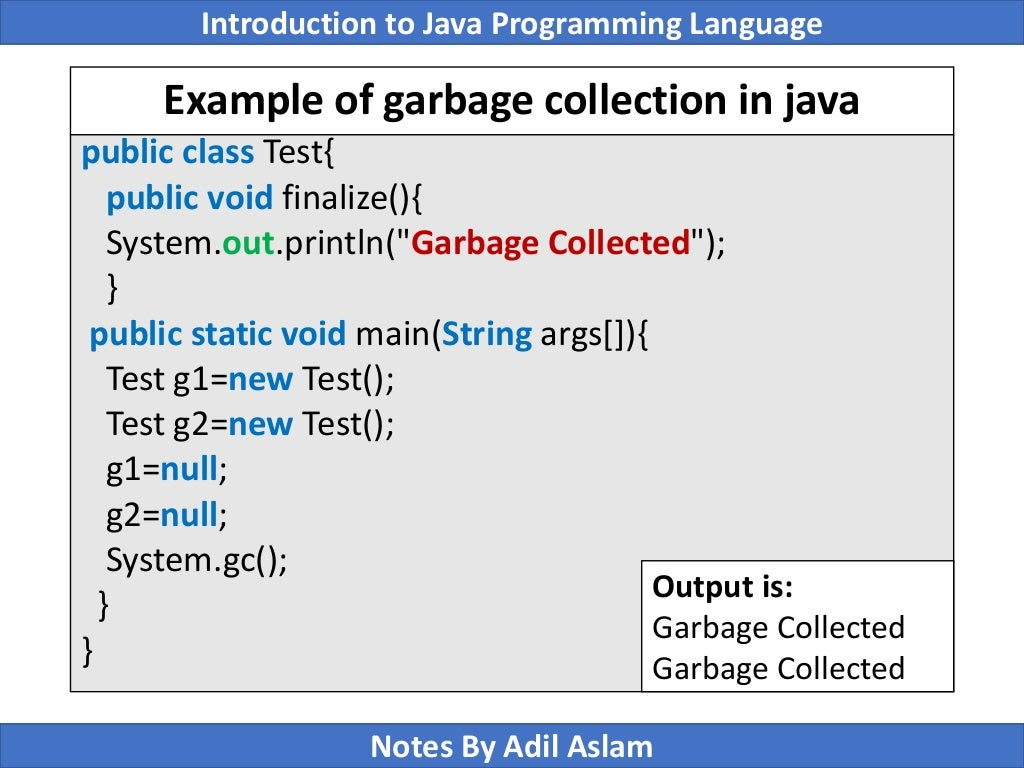 Introduction to Java Programming Language
Example of garbage collection in java
public class Test{
public void finalize(){
System.out.println("Garbage Collected");
}
public static void main(String args[]){
Test g1=new Test();
Test g2=new Test();
g1=null;
g2=null;
System.gc();
}
}
Output is:
Garbage Collected
Garbage Collected
Notes By Adil Aslam